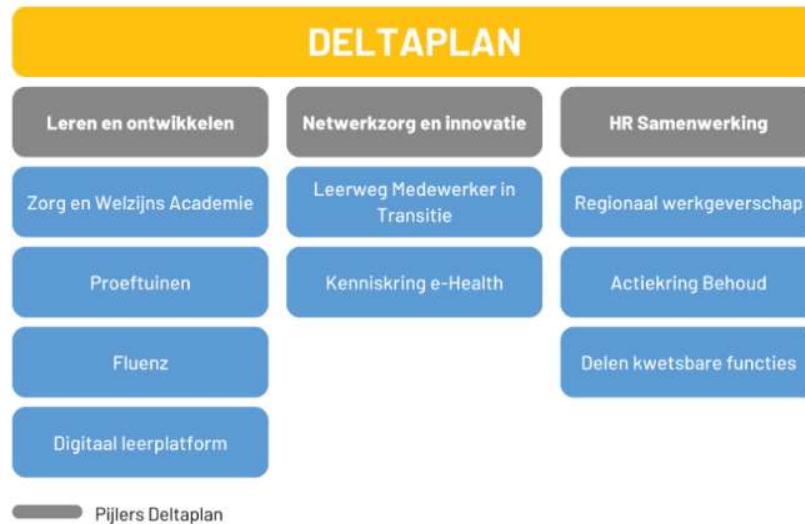 DELTAPLAN
Leren en ontwikkelen
Netwerkzorg en innovatie
HR Samenwerking
Zorg en Welzijns Academie
Leerweg Medewerker in
Transitie
Regionaal werkgeverschap
Proeftuinen
Kenniskring e-Health
Actiekring Behoud
Fluenz
Delen kwetsbare functies
Digitaal leerplatform
Pijlers Deltaplan